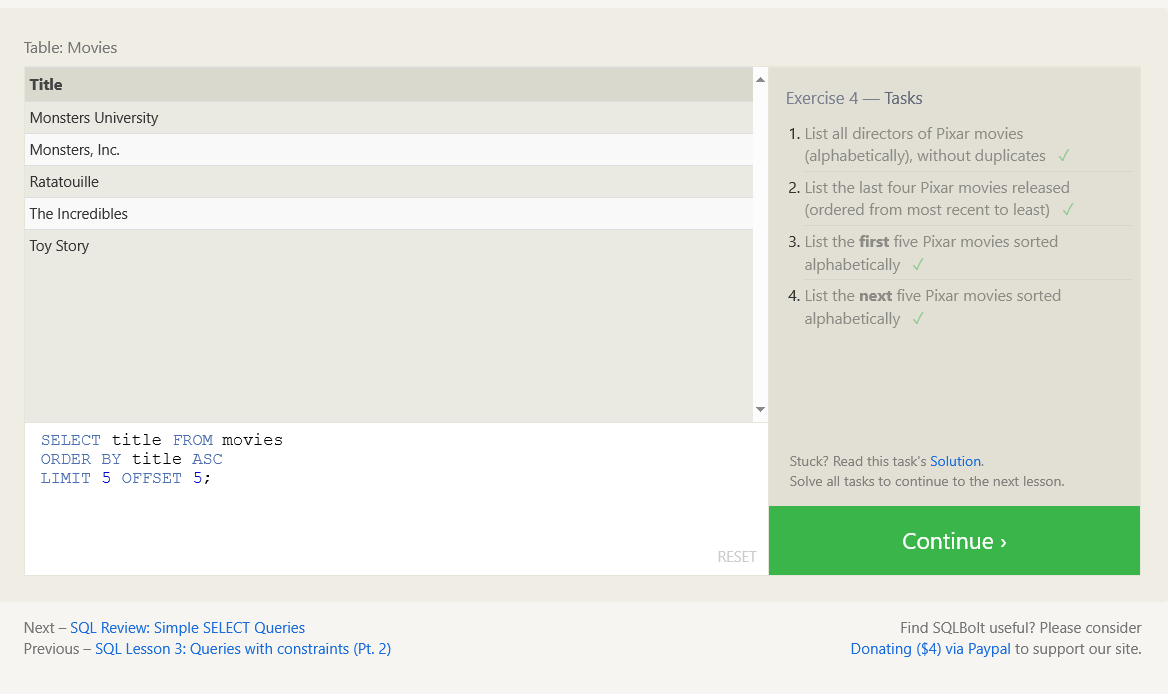 Table: Movies
Title
Monsters University
Monsters, Inc.
Ratatouille
The Incredibles
Toy Story
SELECT title FROM movies
ORDER BY title ASC
LIMIT 5 OFFSET 5;
RESET
Exercise 4 — Tasks
1. List all directors of Pixar movies
(alphabetically), without duplicates ✓
2. List the last four Pixar movies released
(ordered from most recent to least) ✓
3. List the first five Pixar movies sorted
alphabetically ✓
4. List the next five Pixar movies sorted
alphabetically ✓
Stuck? Read this task's Solution.
Solve all tasks to continue to the next lesson.
Continue ›
Next – SQL Review: Simple SELECT Queries
Previous – SQL Lesson 3: Queries with constraints (Pt. 2)
Find SQLBolt useful? Please consider
Donating ($4) via Paypal to support our site.